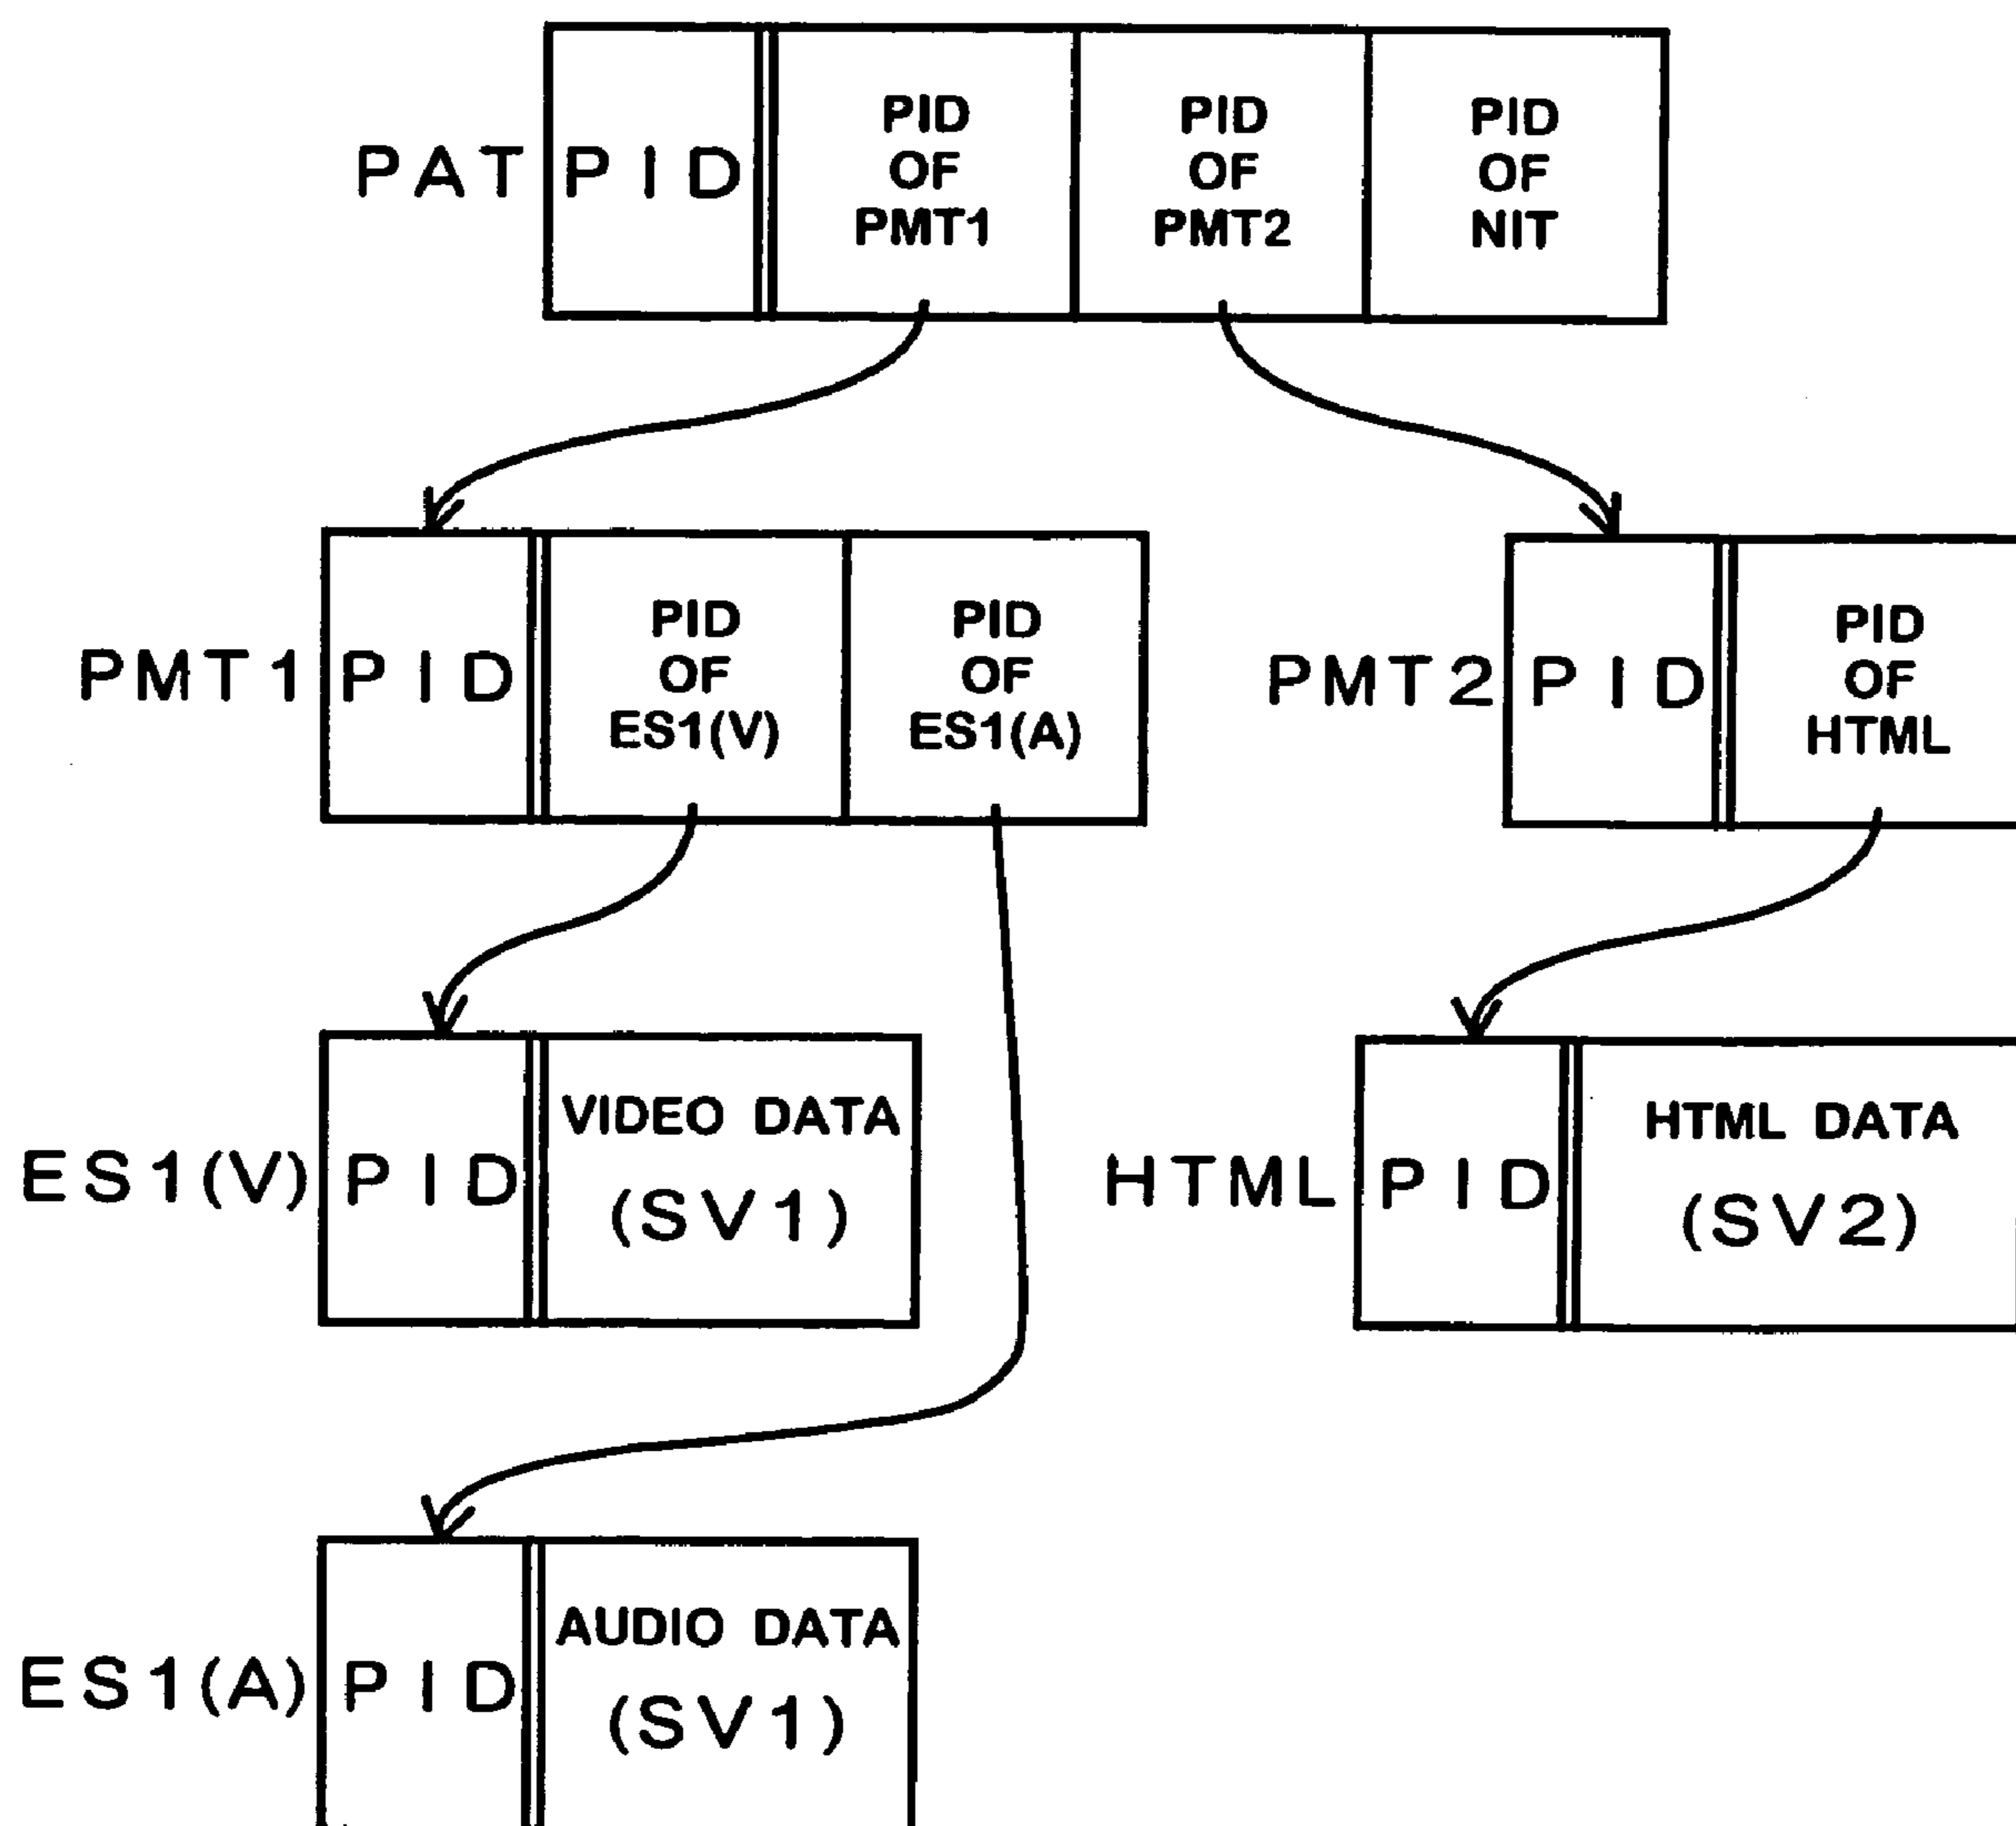 PAT PID
PID
OF
PMT1
PID
OF
PMT2
PID
OF
NIT
PMT1 PID
PID
OF
ES1(V)
PID
OF
ES1(A)
PMT2 PID
PID
OF
HTML
ES1(V) PID
VIDEO DATA
(SV1)
HTML PID
HTML DATA
(SV2)
ES1(A) PID
AUDIO DATA
(SV1)